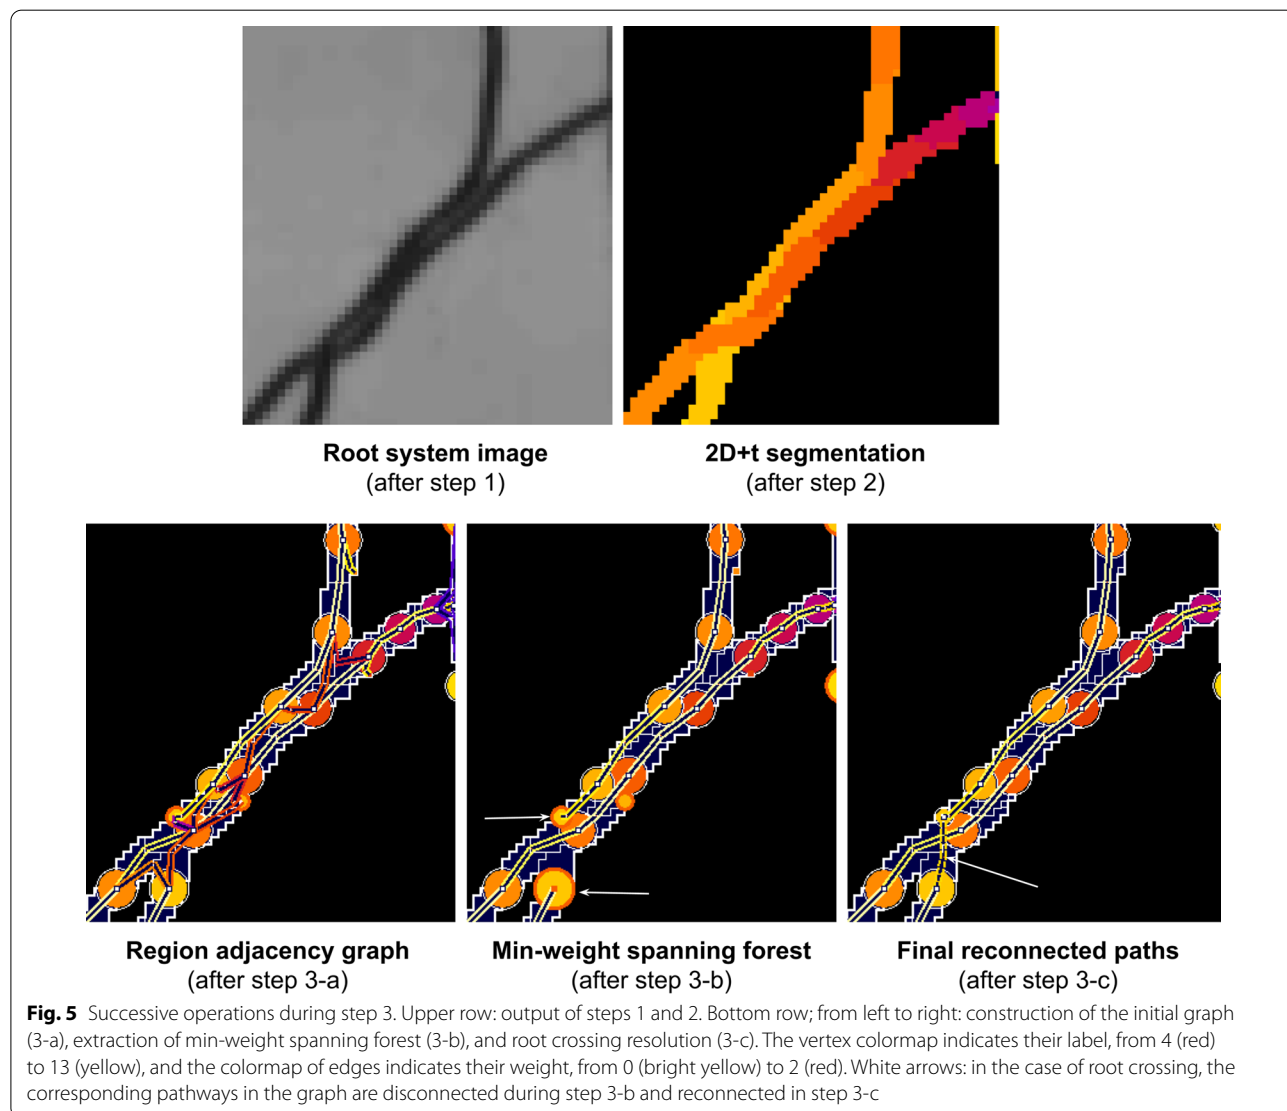 Root system image
(after step 1)
2D+t segmentation
(after step 2)
Region adjacency graph
(after step 3-a)
Min-weight spanning forest
(after step 3-b)
Final reconnected paths
(after step 3-c)
Fig. 5 Successive operations during step 3. Upper row: output of steps 1 and 2. Bottom row; from left to right: construction of the initial graph
(3-a), extraction of min-weight spanning forest (3-b), and root crossing resolution (3-c). The vertex colormap indicates their label, from 4 (red)
to 13 (yellow), and the colormap of edges indicates their weight, from 0 (bright yellow) to 2 (red). White arrows: in the case of root crossing, the
corresponding pathways in the graph are disconnected during step 3-b and reconnected in step 3-c